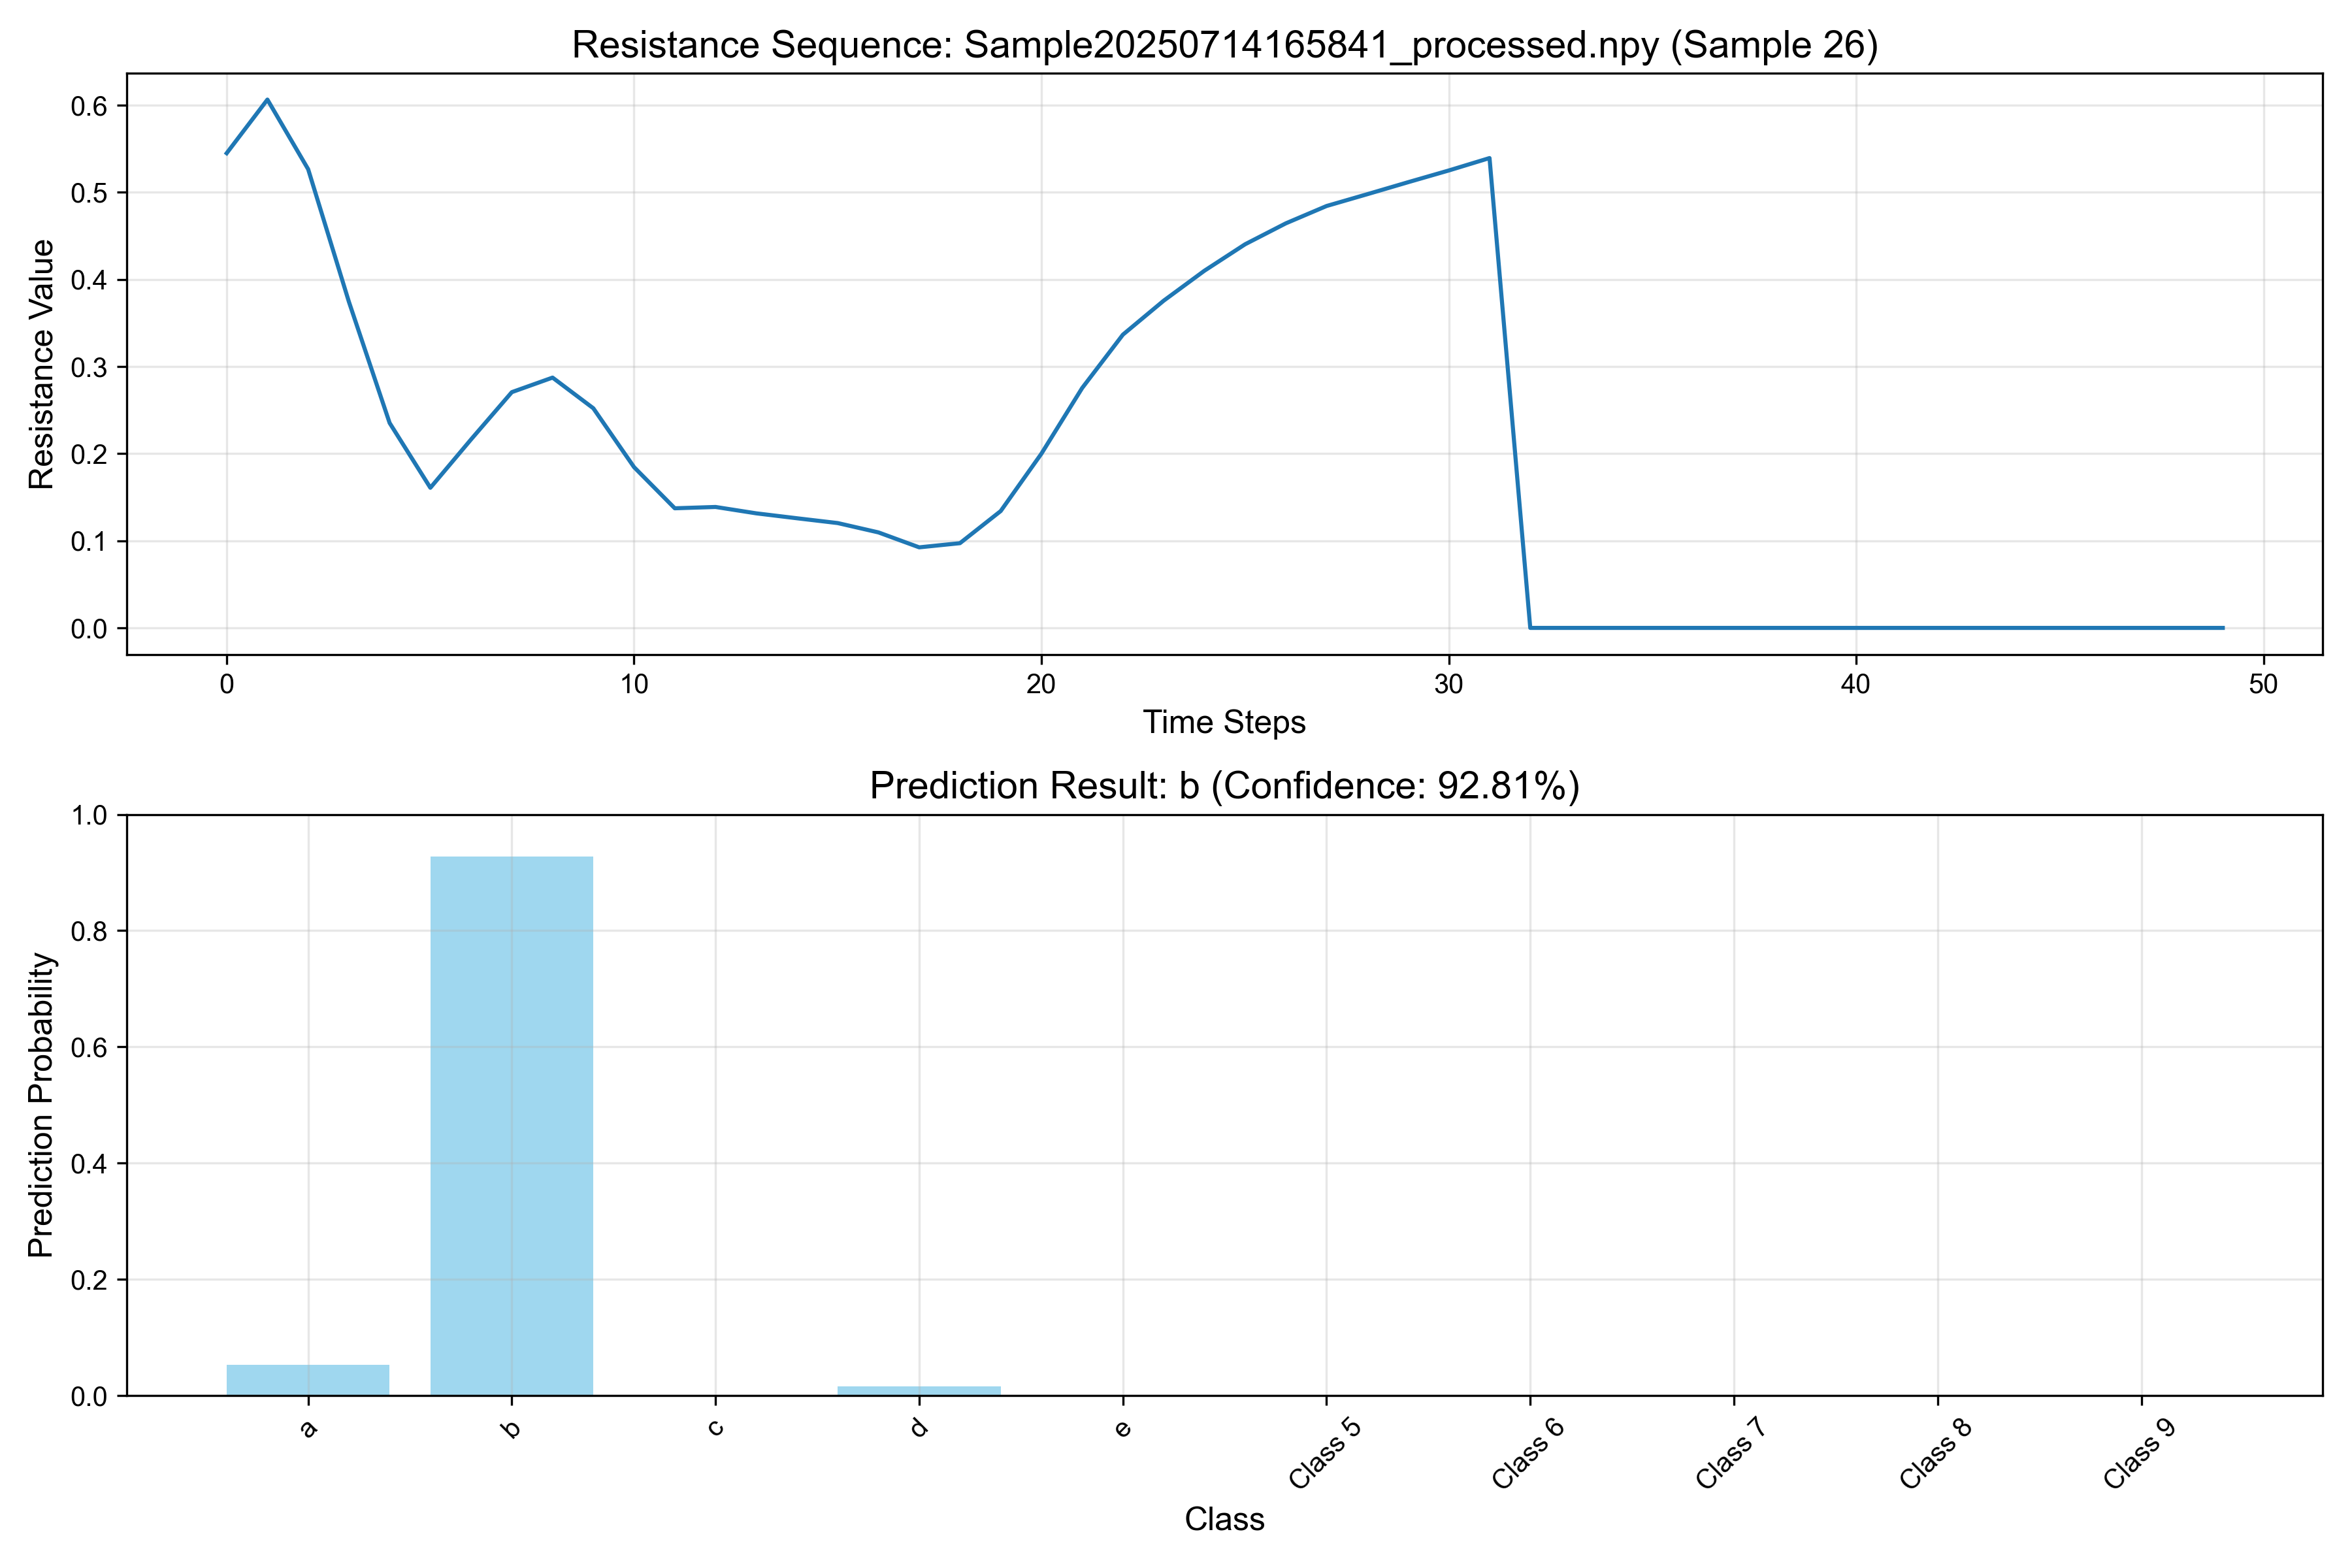 Resistance Sequence: Sample20250714165841_processed.npy (Sample 26)
0.6
0.5
0.4
0.3
0.2
0.1
0.0
Resistance Value
0 10 20 30 40 50
Time Steps
Prediction Result: b (Confidence: 92.81%)
1.0
0.8
0.6
0.4
0.2
0.0
Prediction Probability
a b c d e Class 5 Class 6 Class 7 Class 8 Class 9
Class